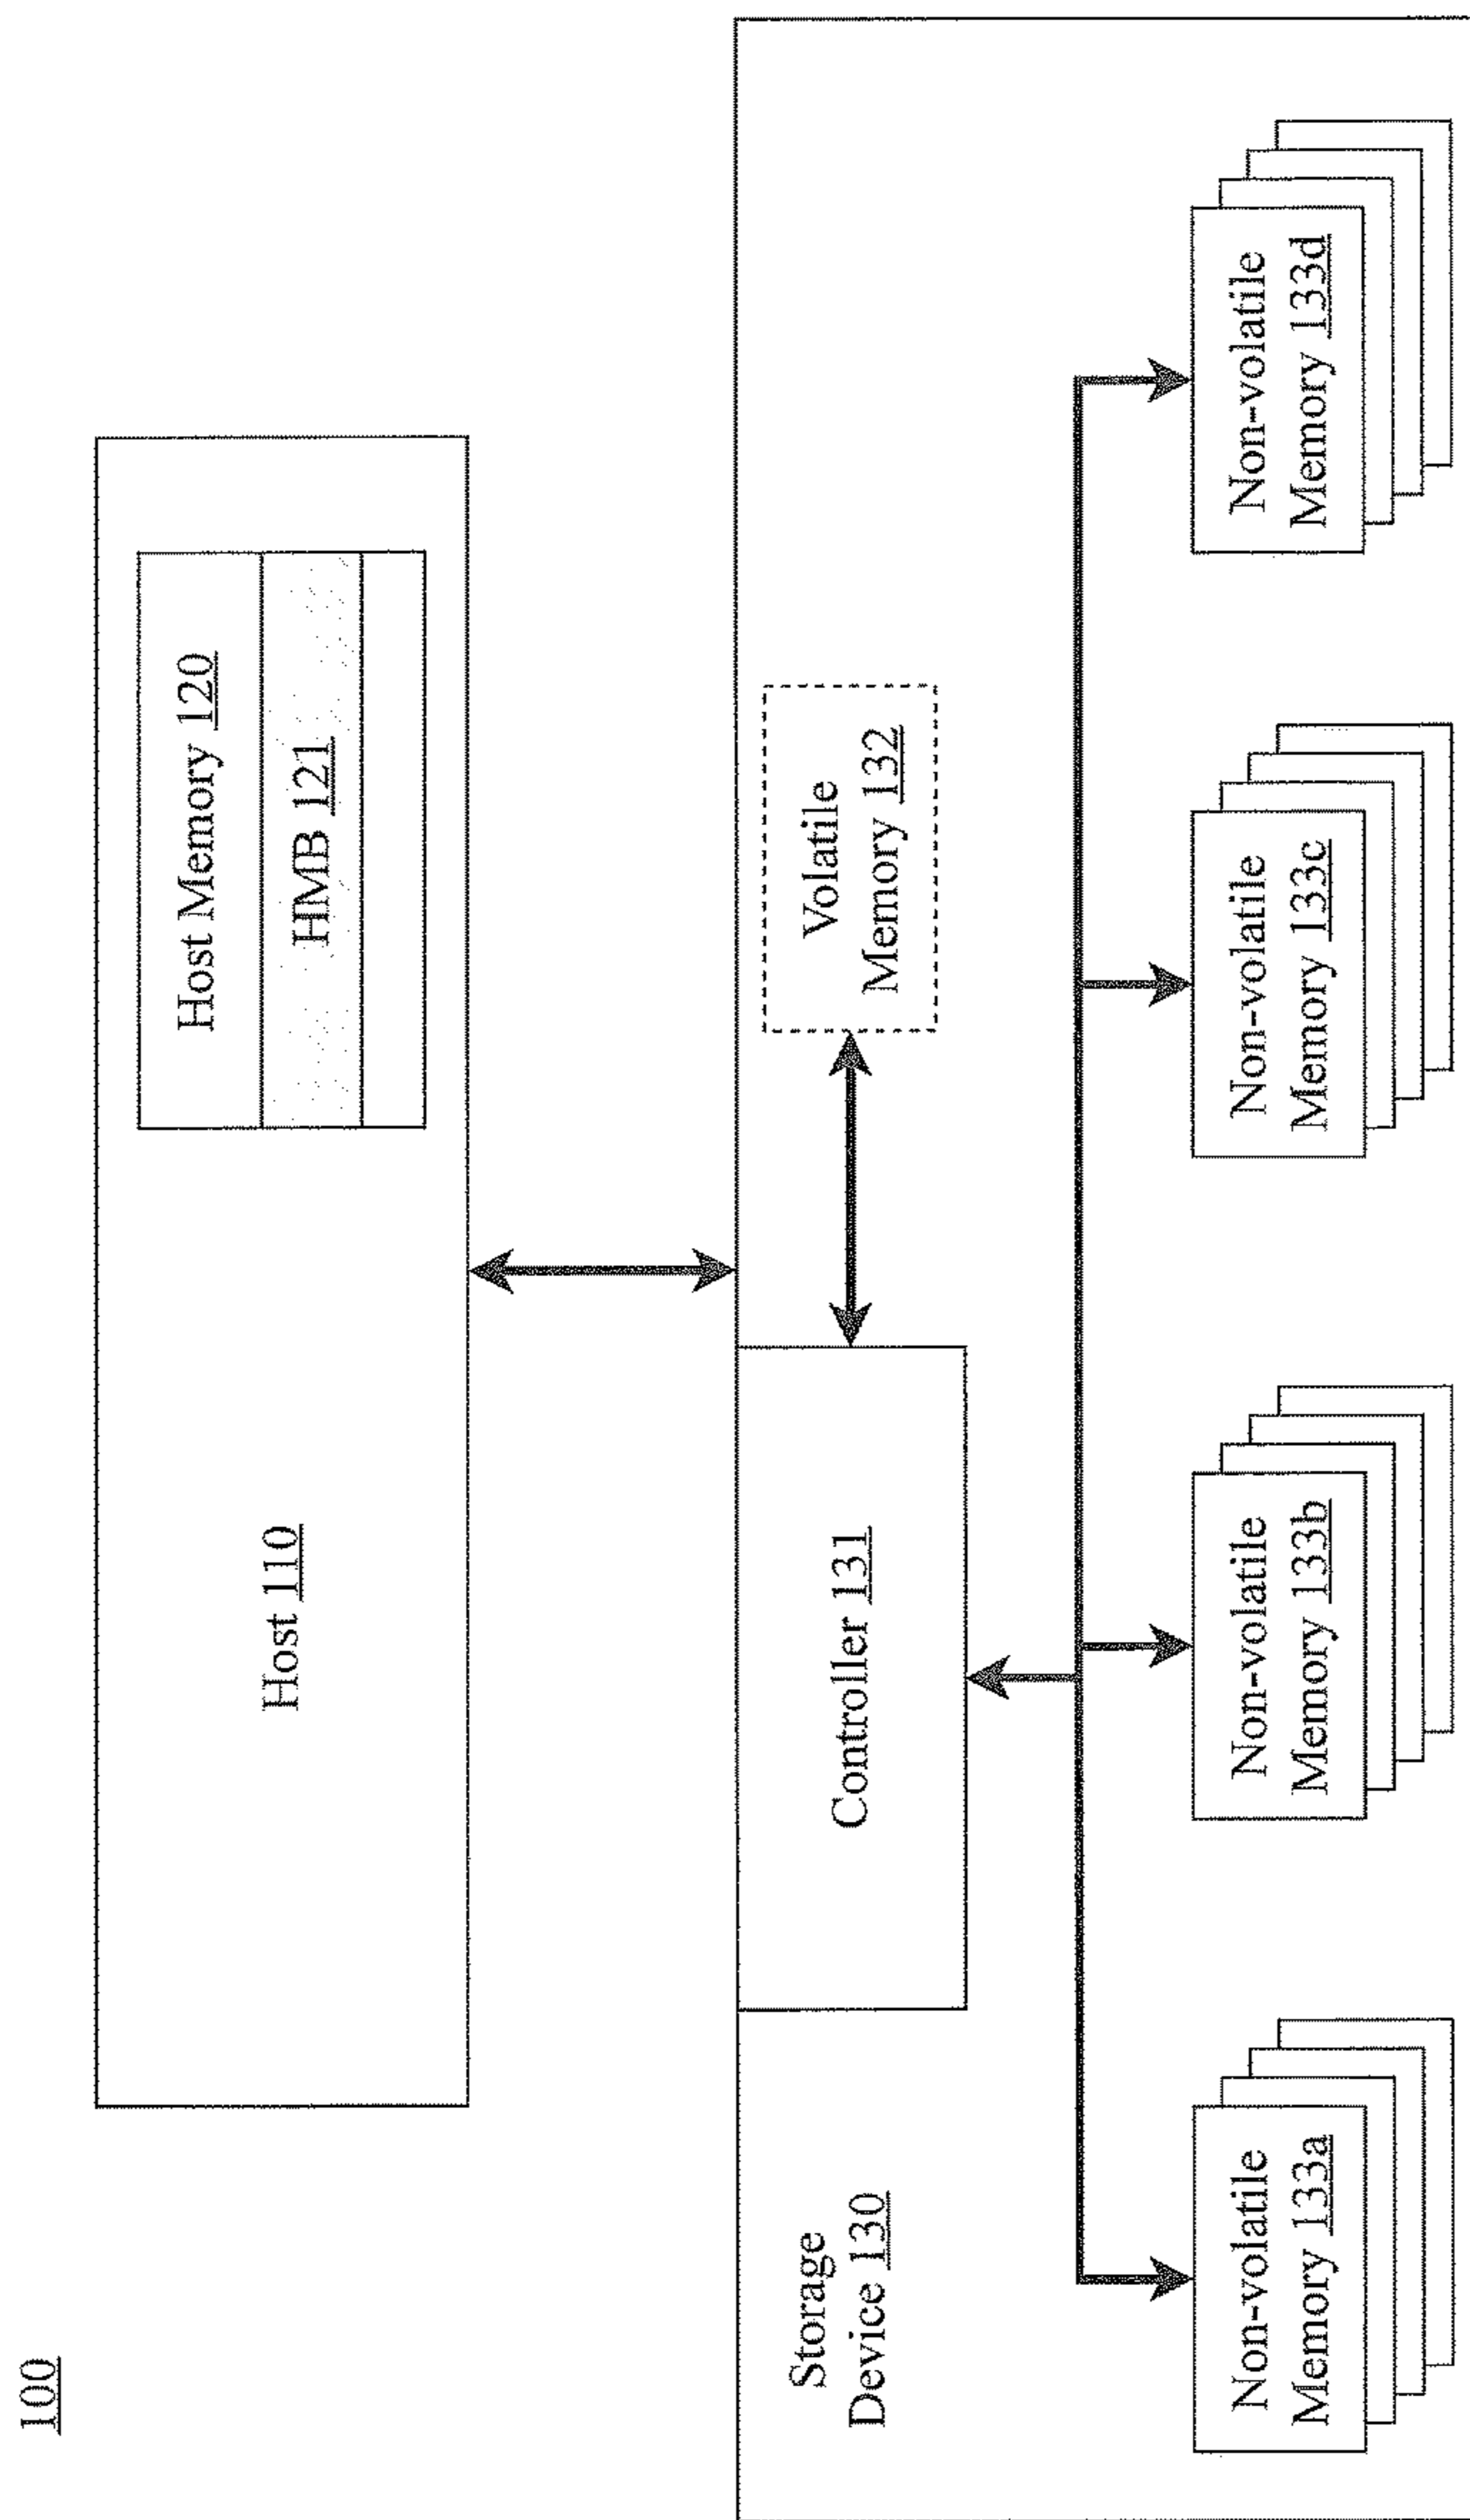 100
Host 110
Host Memory 120
HMB 121
Storage
Device 130
Controller 131
Volatile
Memory 132
Non-volatile
Memory 133a
Non-volatile
Memory 133b
Non-volatile
Memory 133c
Non-volatile
Memory 133d